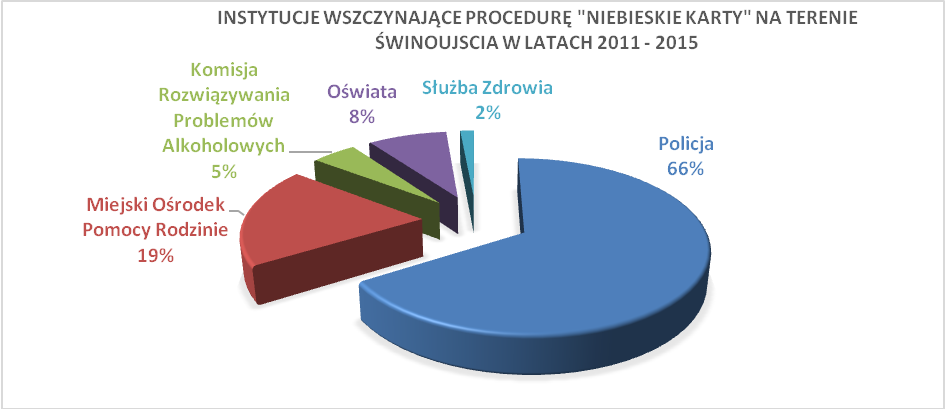 INSTYTUCJE WSZCZYNAJĄCE PROCEDURĘ "NIEBIESKIE KARTY" NA TERENIE
ŚWINOUJSCIA W LATACH 2011 - 2015
Komisja
Rozwiązywania
Problemów
Alkoholowych
5%
Oświata
8%
Służba Zdrowia
2%
Policja
66%
Miejski Ośrodek
Pomocy Rodzinie
19%